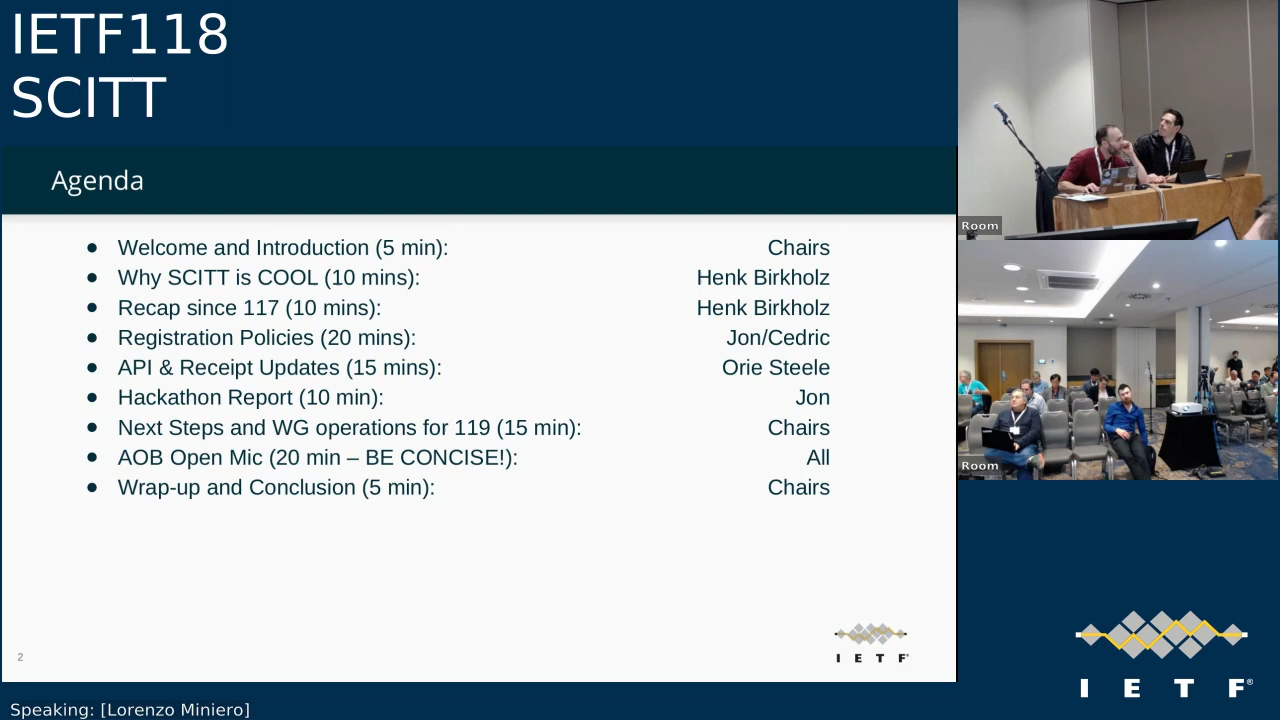 IETF118
SCITT
Agenda
● Welcome and Introduction (5 min): Chairs
● Why SCITT is COOL (10 mins): Henk Birkholz
● Recap since 117 (10 mins): Henk Birkholz
● Registration Policies (20 mins): Jon/Cedric
● API & Receipt Updates (15 mins): Orie Steele
● Hackathon Report (10 min): Jon
● Next Steps and WG operations for 119 (15 min): Chairs
● AOB Open Mic (20 min – BE CONCISE!): All
● Wrap-up and Conclusion (5 min): Chairs
2
I E T F®
Room
Room
I E T F®
Speaking: [Lorenzo Miniero]